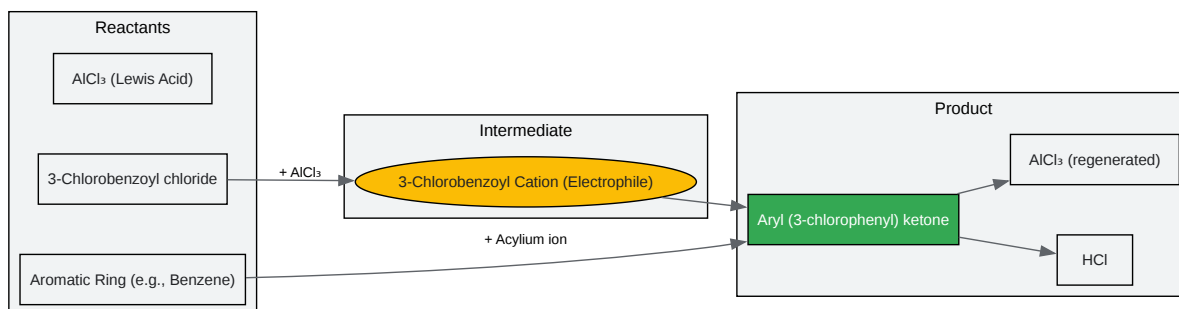 Reactants
AlCl₃ (Lewis Acid)
3-Chlorobenzoyl chloride
Aromatic Ring (e.g., Benzene)
+ AlCl₃
Intermediate
3-Chlorobenzoyl Cation (Electrophile)
+ Acylium ion
Product
Aryl (3-chlorophenyl) ketone
AlCl₃ (regenerated)
HCl